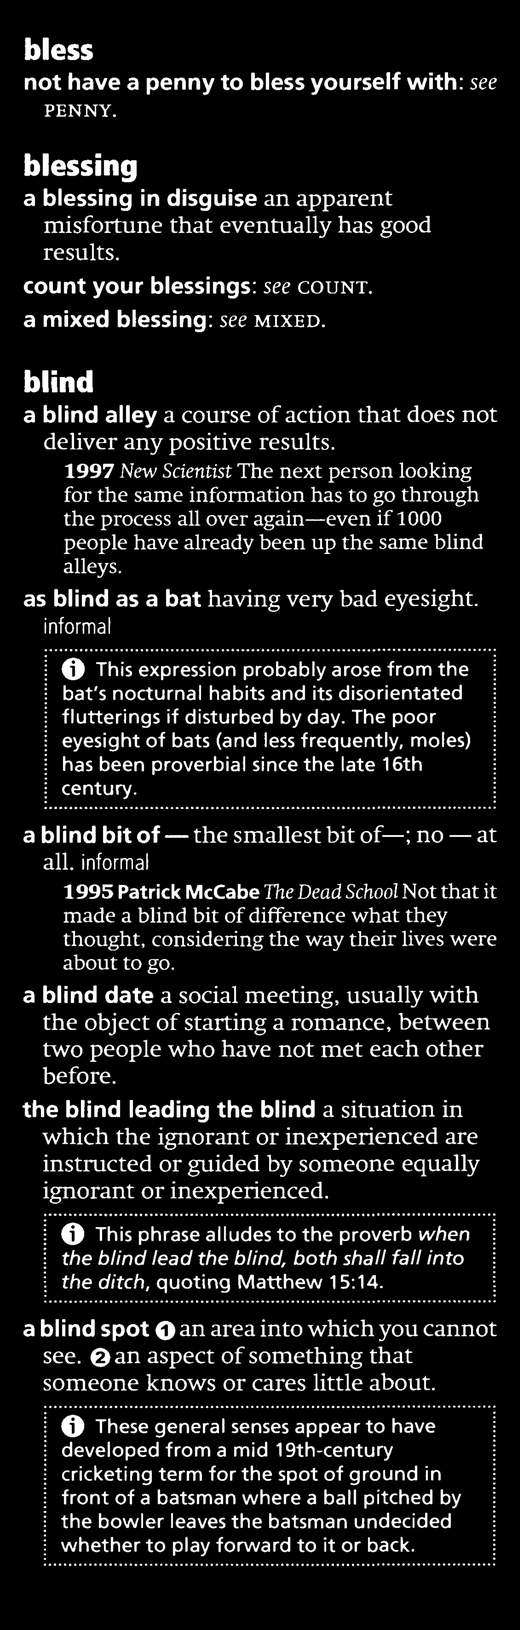 bless
not have a penny to bless yourself with: see
PENNY.
blessing
a blessing in disguise an apparent
misfortune that eventually has good
results.
count your blessings: see COUNT.
a mixed blessing: see MIXED.
blind
a blind alley a course of action that does not
deliver any positive results.
1997 New Scientist The next person looking
for the same information has to go through
the process all over again—even if 1000
people have already been up the same blind
alleys.
as blind as a bat having very bad eyesight.
informal
ⓘ This expression probably arose from the
bat's nocturnal habits and its disorientated
flutterings if disturbed by day. The poor
eyesight of bats (and less frequently, moles)
has been proverbial since the late 16th
century.
a blind bit of — the smallest bit of—; no — at
all. informal
1995 Patrick McCabe The Dead School Not that it
made a blind bit of difference what they
thought, considering the way their lives were
about to go.
a blind date a social meeting, usually with
the object of starting a romance, between
two people who have not met each other
before.
the blind leading the blind a situation in
which the ignorant or inexperienced are
instructed or guided by someone equally
ignorant or inexperienced.
ⓘ This phrase alludes to the proverb when
the blind lead the blind, both shall fall into
the ditch, quoting Matthew 15:14.
a blind spot ❶ an area into which you cannot
see. ❷ an aspect of something that
someone knows or cares little about.
ⓘ These general senses appear to have
developed from a mid 19th-century
cricketing term for the spot of ground in
front of a batsman where a ball pitched by
the bowler leaves the batsman undecided
whether to play forward to it or back.